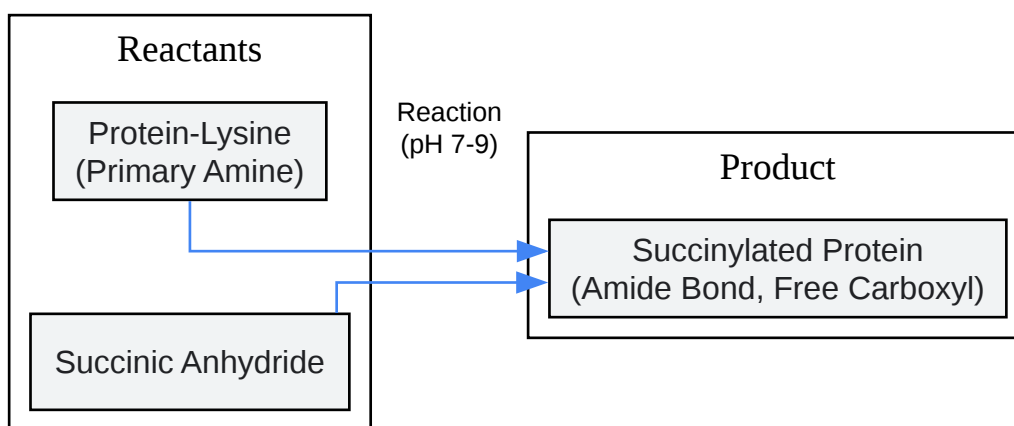 Reactants
Protein-Lysine
(Primary Amine)
Succinic Anhydride
Reaction
(pH 7-9)
Product
Succinylated Protein
(Amide Bond, Free Carboxyl)